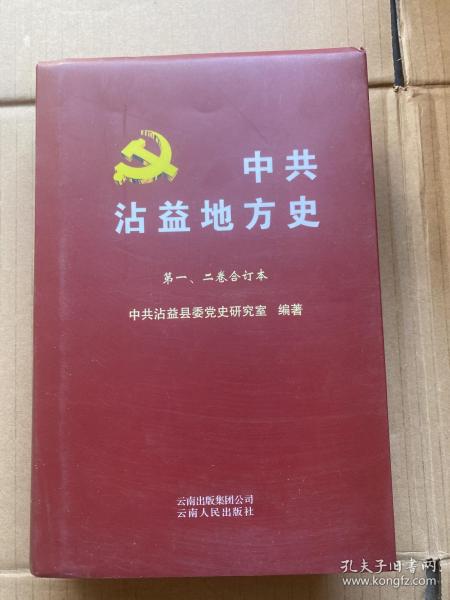 中共
沾益地方史
第一、二卷合订本
中共沾益县委党史研究室 编著
云南出版集团公司
云南人民出版社
孔夫子旧书网
www.kongfz.com